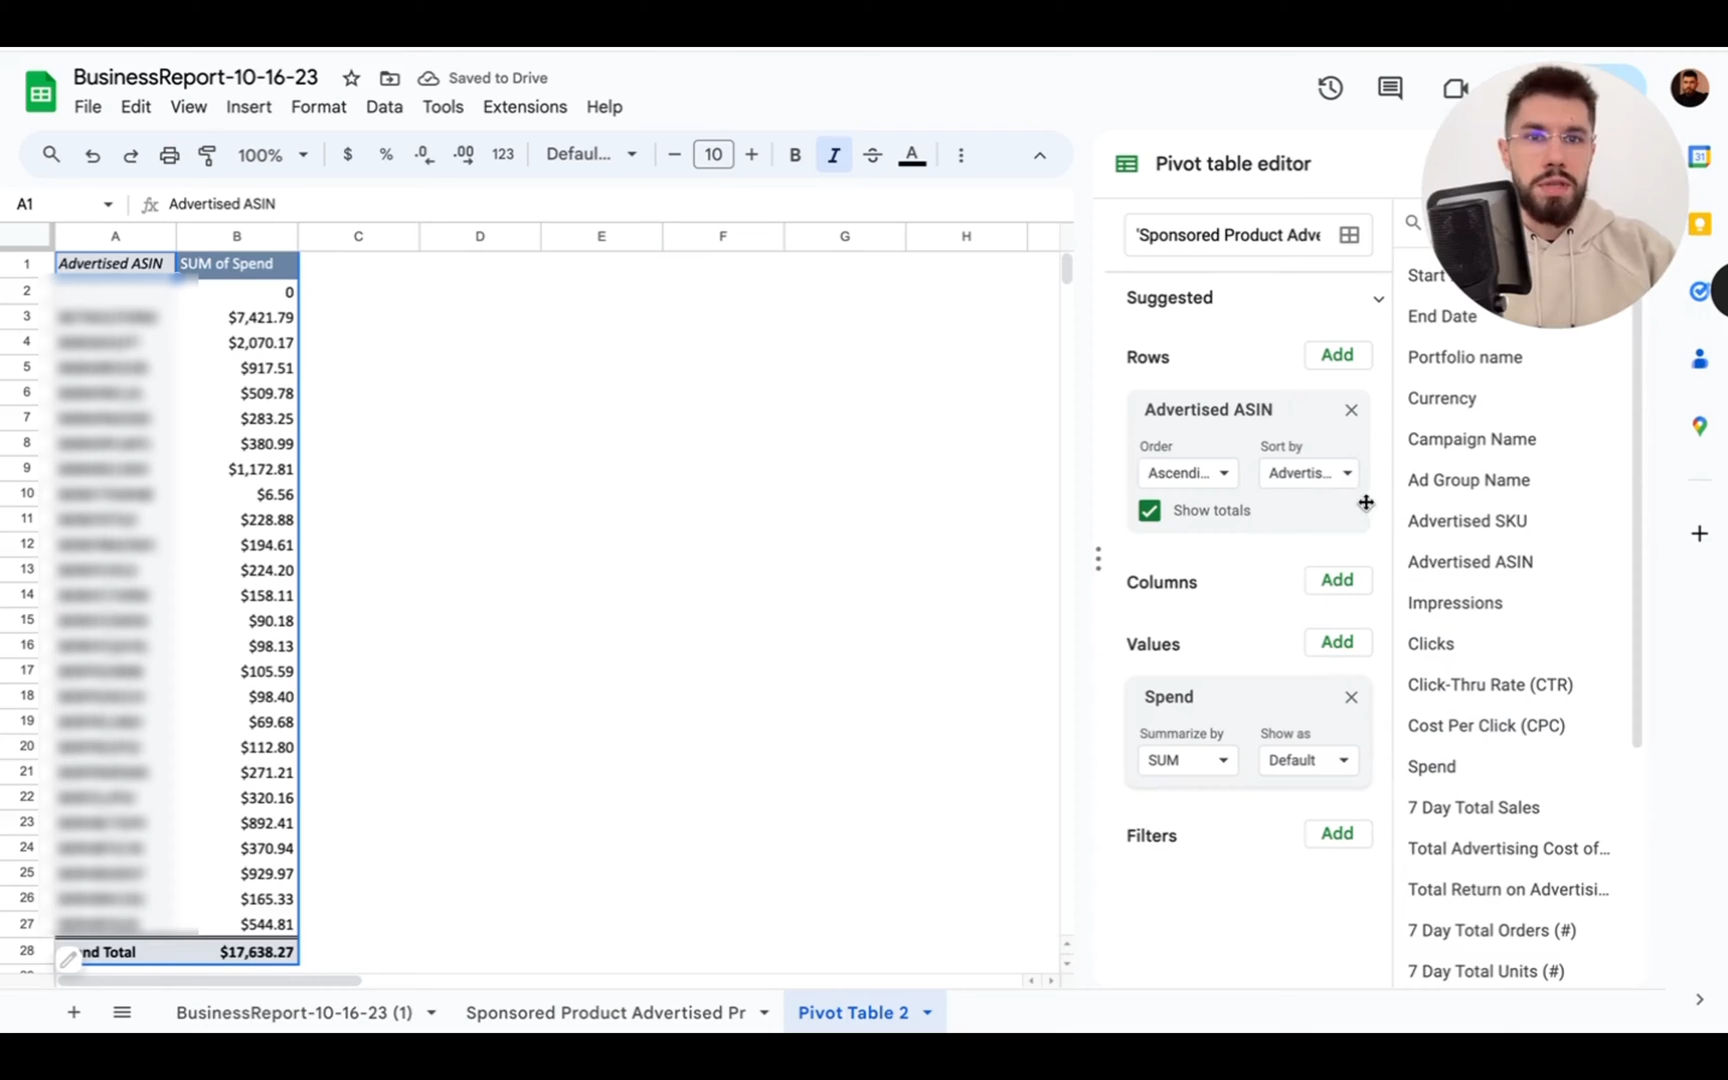 BusinessReport-10-16-23 Saved to Drive
File Edit View Insert Format Data Tools Extensions Help
100% $ % .0 .00 123 Defaul... 10 B I S A
A1 fx Advertised ASIN
A B C D E F G H
1 Advertised ASIN SUM of Spend
2 0
3 $7,421.79
4 $2,070.17
5 $917.51
6 $509.78
7 $283.25
8 $380.99
9 $1,172.81
10 $6.56
11 $228.88
12 $194.61
13 $224.20
14 $158.11
15 $90.18
16 $98.13
17 $105.59
18 $98.40
19 $69.68
20 $112.80
21 $271.21
22 $320.16
23 $892.41
24 $370.94
25 $929.97
26 $165.33
27 $544.81
28 nd Total $17,638.27
Pivot table editor
'Sponsored Product Adve
Suggested
Rows Add
Advertised ASIN
Order Sort by
Ascendi... Advertis...
Show totals
Columns Add
Values Add
Spend
Summarize by Show as
SUM Default
Filters Add
Start
End Date
Portfolio name
Currency
Campaign Name
Ad Group Name
Advertised SKU
Advertised ASIN
Impressions
Clicks
Click-Thru Rate (CTR)
Cost Per Click (CPC)
Spend
7 Day Total Sales
Total Advertising Cost of...
Total Return on Advertisi...
7 Day Total Orders (#)
7 Day Total Units (#)
31
BusinessReport-10-16-23 (1) Sponsored Product Advertised Pr Pivot Table 2